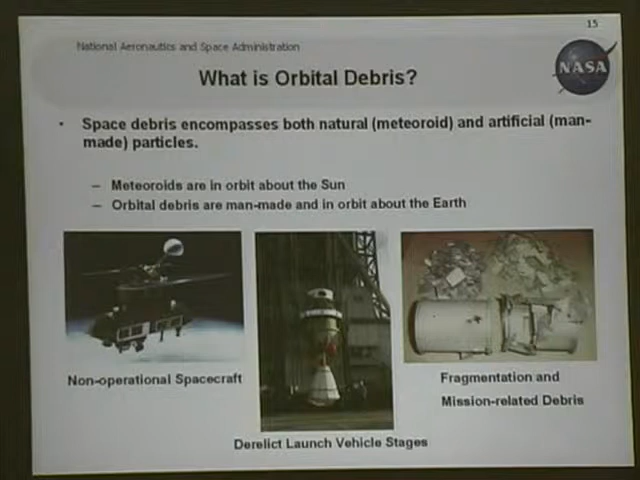 15
National Aeronautics and Space Administration
NASA
What is Orbital Debris?
• Space debris encompasses both natural (meteoroid) and artificial (man-
made) particles.
– Meteoroids are in orbit about the Sun
– Orbital debris are man-made and in orbit about the Earth
Non-operational Spacecraft
Fragmentation and
Mission-related Debris
Derelict Launch Vehicle Stages